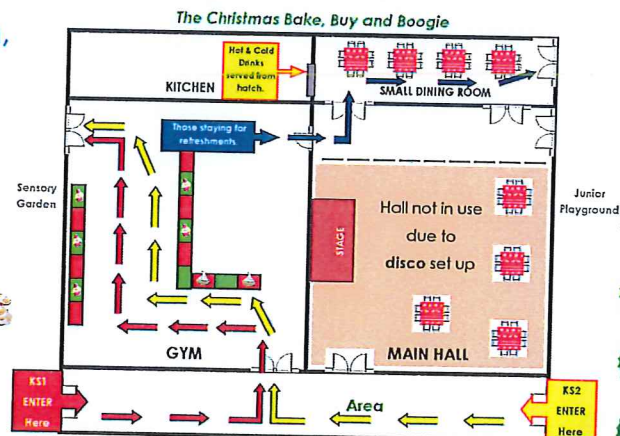 The Christmas Bake, Buy and Boogie
Hot & Cold
Drinks
served from
hatch.
KITCHEN
SMALL DINING ROOM
Those staying for
refreshments
Sensory
Garden
Junior
Playground
Hall not in use
due to
disco set up
STAGE
GYM
MAIN HALL
KS1
ENTER
Here
Area
KS2
ENTER
Here